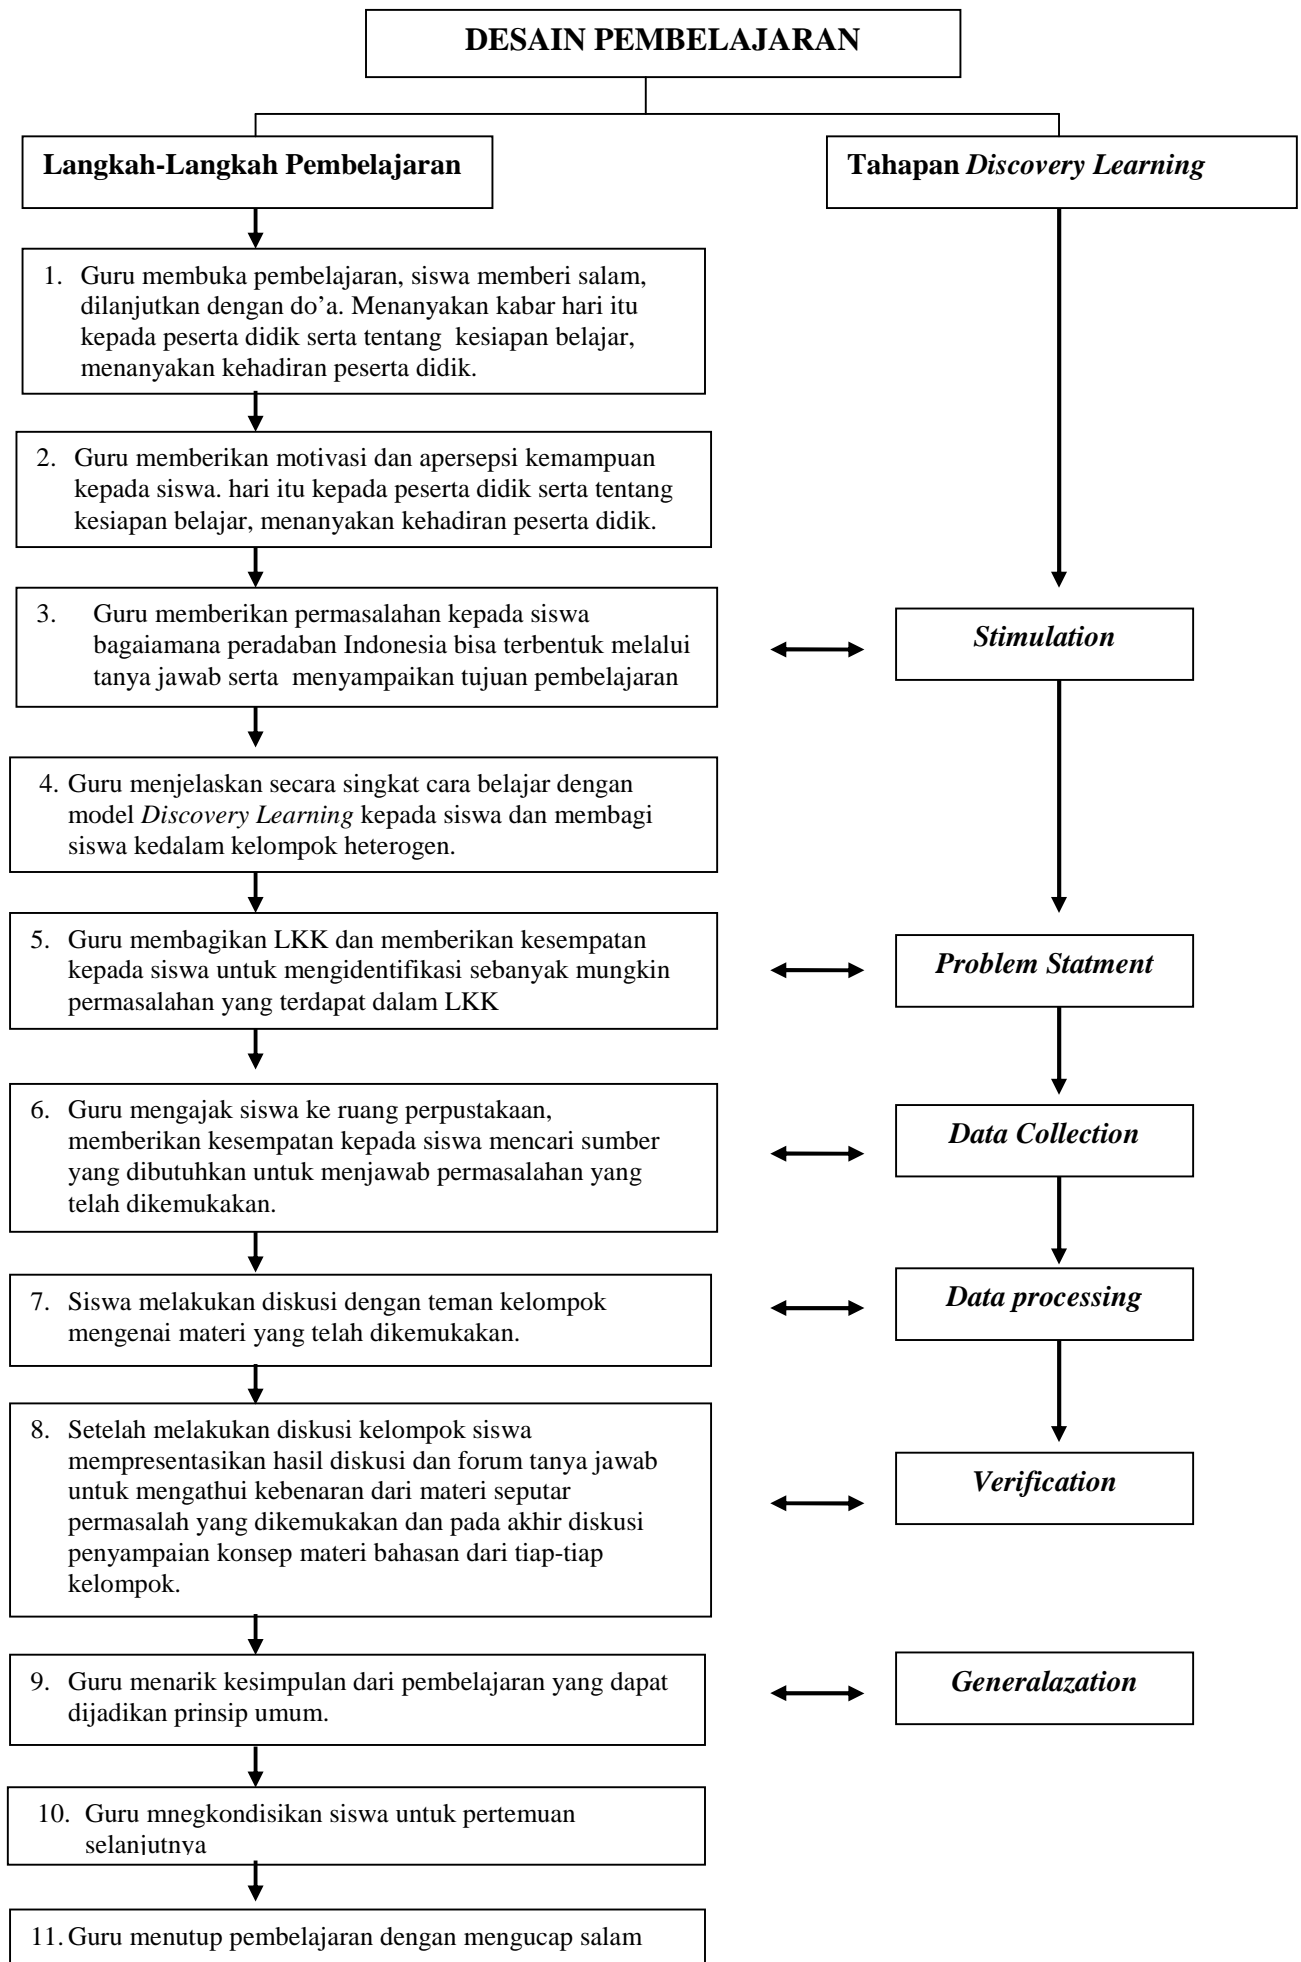 DESAIN PEMBELAJARAN
Langkah-Langkah Pembelajaran
Tahapan Discovery Learning
1. Guru membuka pembelajaran, siswa memberi salam,
dilanjutkan dengan do’a. Menanyakan kabar hari itu
kepada peserta didik serta tentang kesiapan belajar,
menanyakan kehadiran peserta didik.
2. Guru memberikan motivasi dan apersepsi kemampuan
kepada siswa. hari itu kepada peserta didik serta tentang
kesiapan belajar, menanyakan kehadiran peserta didik.
3. Guru memberikan permasalahan kepada siswa
bagaiamana peradaban Indonesia bisa terbentuk melalui
tanya jawab serta menyampaikan tujuan pembelajaran
Stimulation
4. Guru menjelaskan secara singkat cara belajar dengan
model Discovery Learning kepada siswa dan membagi
siswa kedalam kelompok heterogen.
5. Guru membagikan LKK dan memberikan kesempatan
kepada siswa untuk mengidentifikasi sebanyak mungkin
permasalahan yang terdapat dalam LKK
Problem Statment
6. Guru mengajak siswa ke ruang perpustakaan,
memberikan kesempatan kepada siswa mencari sumber
yang dibutuhkan untuk menjawab permasalahan yang
telah dikemukakan.
Data Collection
7. Siswa melakukan diskusi dengan teman kelompok
mengenai materi yang telah dikemukakan.
Data processing
8. Setelah melakukan diskusi kelompok siswa
mempresentasikan hasil diskusi dan forum tanya jawab
untuk mengathui kebenaran dari materi seputar
permasalah yang dikemukakan dan pada akhir diskusi
penyampaian konsep materi bahasan dari tiap-tiap
kelompok.
Verification
9. Guru menarik kesimpulan dari pembelajaran yang dapat
dijadikan prinsip umum.
Generalazation
10. Guru mnegkondisikan siswa untuk pertemuan
selanjutnya
11. Guru menutup pembelajaran dengan mengucap salam